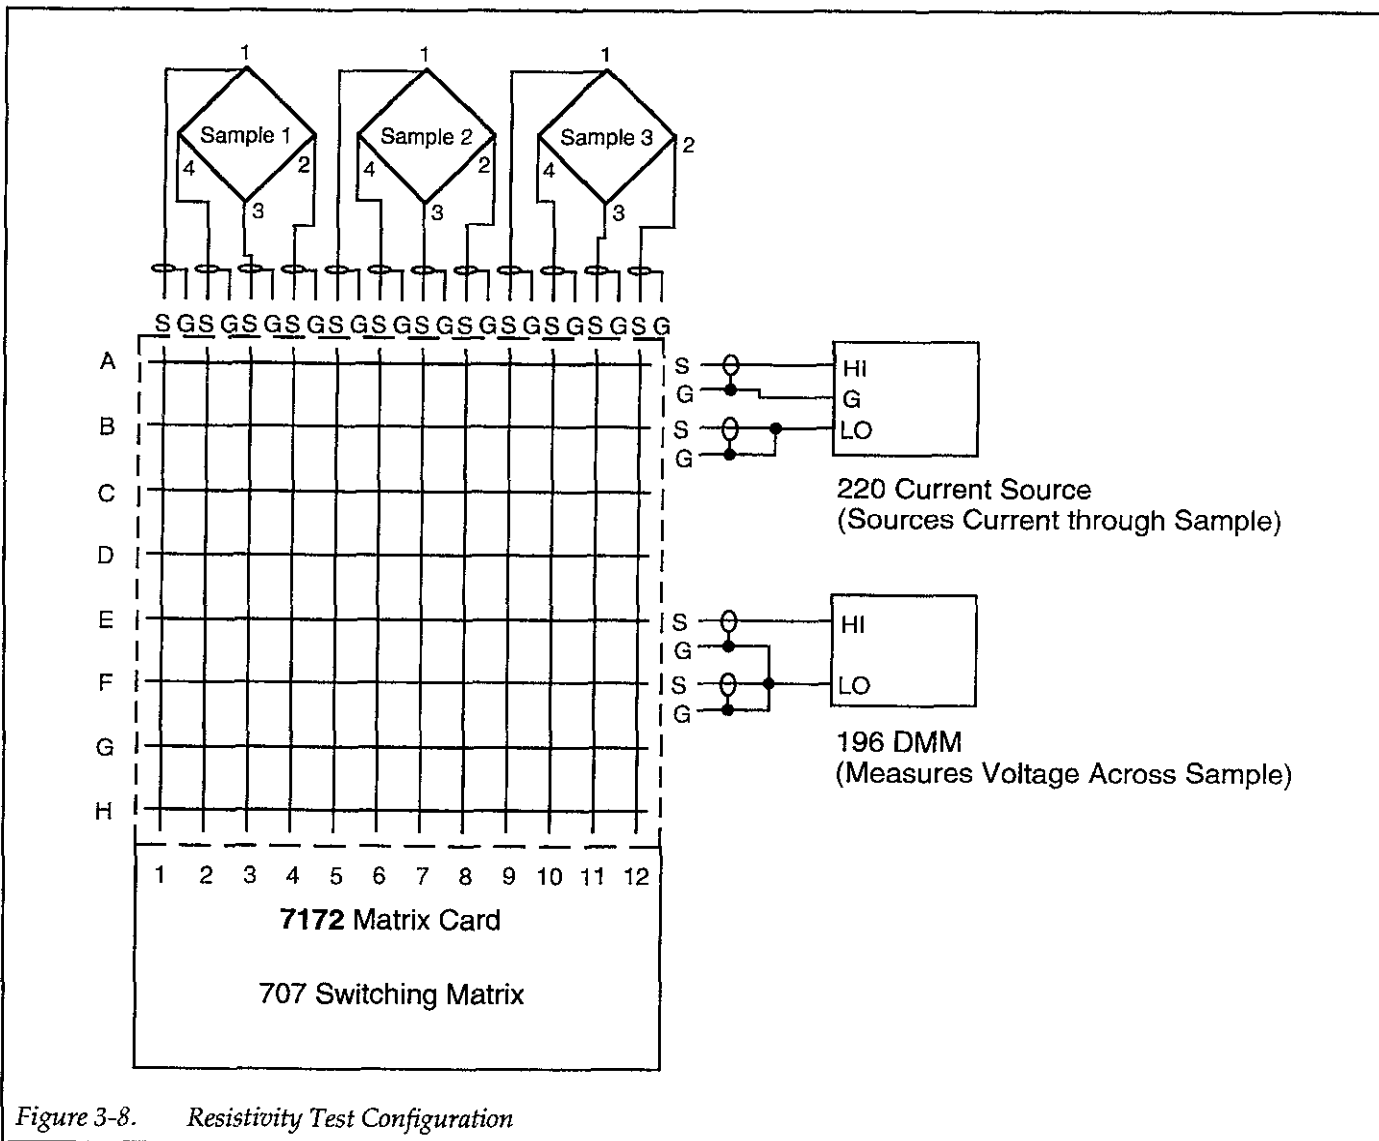 1 1 1
Sample 1 Sample 2 Sample 3
4 2 4 2 4 2
3 3 3
S G S G S G S G S G S G S G S G S G S G S G S G
A S HI
G G
B S LO
G
C 220 Current Source
(Sources Current through Sample)
D
E S HI
G
F S LO
G
G 196 DMM
(Measures Voltage Across Sample)
H
1 2 3 4 5 6 7 8 9 10 11 12
7172 Matrix Card
707 Switching Matrix
Figure 3-8. Resistivity Test Configuration